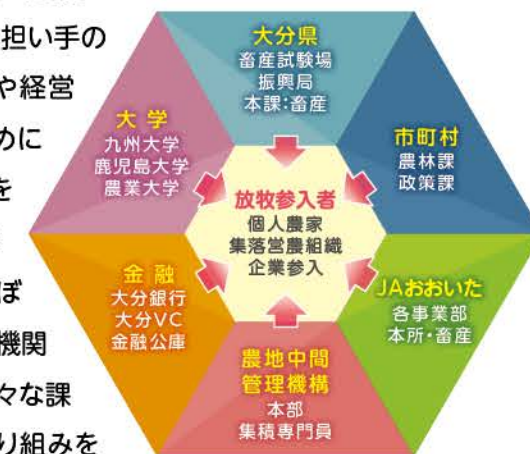 担い手の
や経営
めに
を
ぼ
機関
々な課
り組みを
大分県
畜産試験場
振興局
本課:畜産
市町村
農林課
政策課
JAおおいた
各事業部
本所・畜産
農地中間
管理機構
本部
集積専門員
金融
大分銀行
大分VC
金融公庫
大学
九州大学
鹿児島大学
農業大学
放牧参入者
個人農家
集落営農組織
企業参入